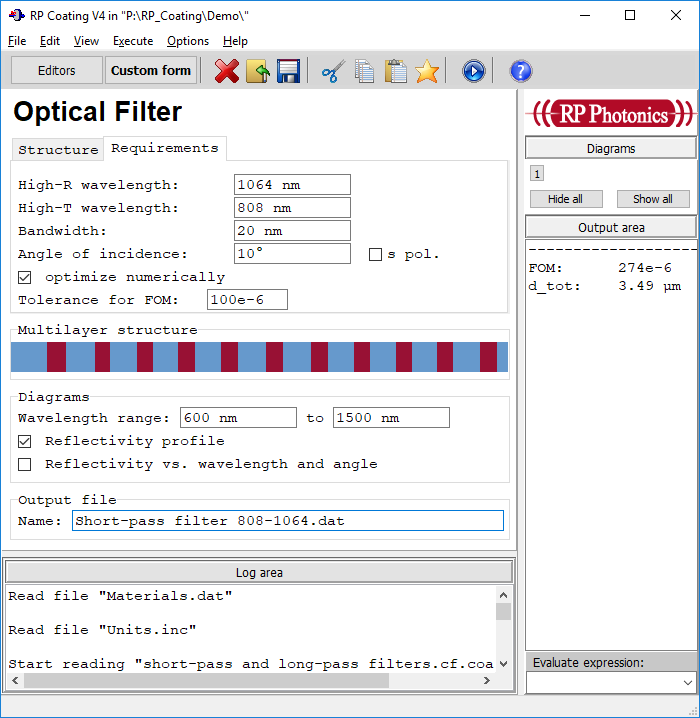 RP Coating V4 in "P:\RP_Coating\Demo\"
File Edit View Execute Options Help
Editors Custom form
Optical Filter
Structure Requirements
High-R wavelength: 1064 nm
High-T wavelength: 808 nm
Bandwidth: 20 nm
Angle of incidence: 10° s pol.
optimize numerically
Tolerance for FOM: 100e-6
Multilayer structure
Diagrams
Wavelength range: 600 nm to 1500 nm
Reflectivity profile
Reflectivity vs. wavelength and angle
Output file
Name: Short-pass filter 808-1064.dat
Log area
Read file "Materials.dat"
Read file "Units.inc"
Start reading "short-pass and long-pass filters.cf.coa
RP Photonics
Diagrams
1
Hide all Show all
Output area
--------------------
FOM: 274e-6
d_tot: 3.49 µm
Evaluate expression: